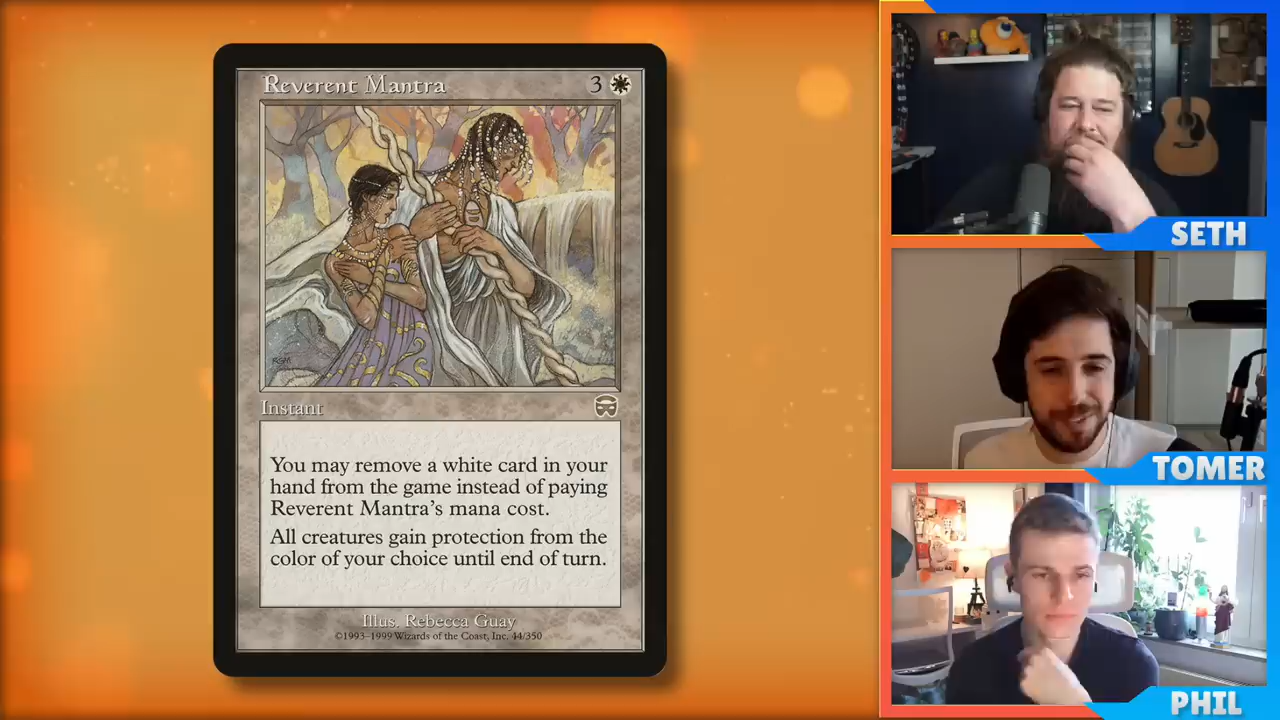 Reverent Mantra 3
Instant
You may remove a white card in your
hand from the game instead of paying
Reverent Mantra's mana cost.
All creatures gain protection from the
color of your choice until end of turn.
Illus. Rebecca Guay
©1993-1999 Wizards of the Coast, Inc. 44/350
RGM
SETH
TOMER
PHIL